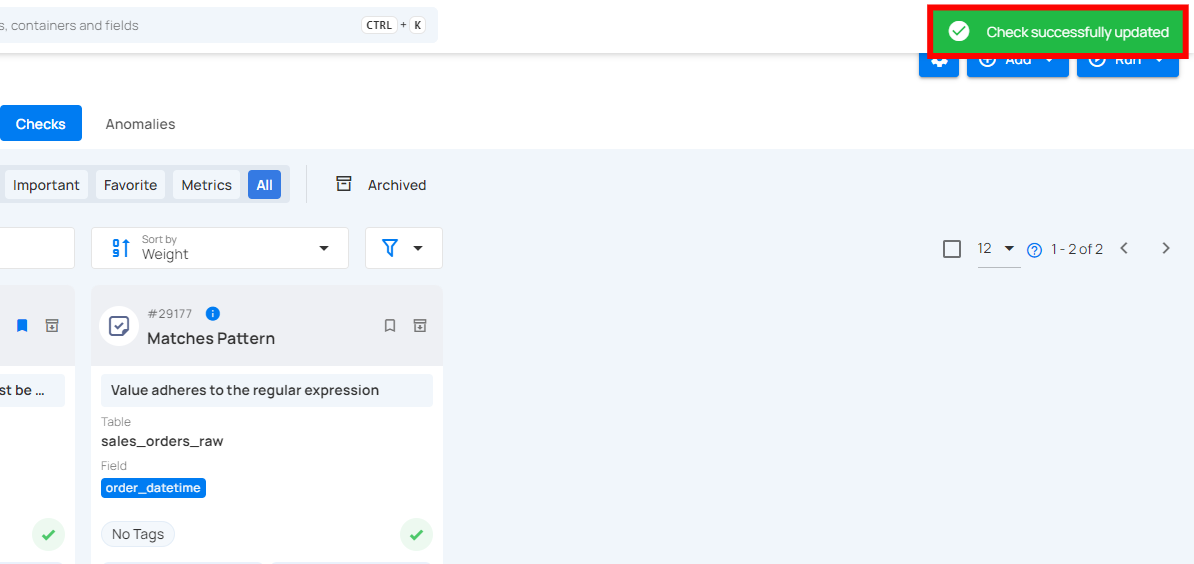 s, containers and fields
CTRL + K
Check successfully updated
Add
Run
Checks
Anomalies
Important
Favorite
Metrics
All
Archived
Sort by
Weight
12
1 - 2 of 2
#29177
Matches Pattern
st be ...
Value adheres to the regular expression
Table
sales_orders_raw
Field
order_datetime
No Tags